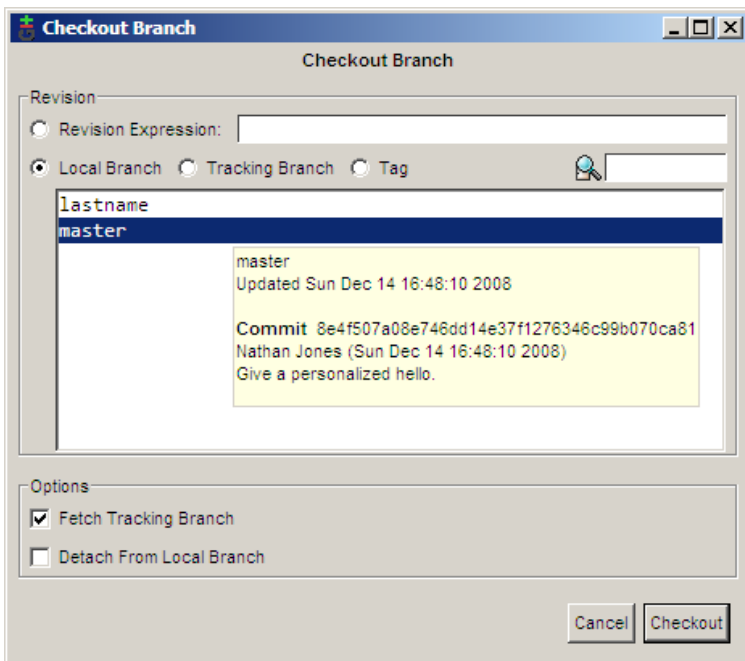 Checkout Branch
Checkout Branch
Revision
Revision Expression:
Local Branch Tracking Branch Tag
lastname
master
master
Updated Sun Dec 14 16:48:10 2008
Commit 8e4f507a08e746dd14e37f1276346c99b070ca81
Nathan Jones (Sun Dec 14 16:48:10 2008)
Give a personalized hello.
Options
Fetch Tracking Branch
Detach From Local Branch
Cancel Checkout